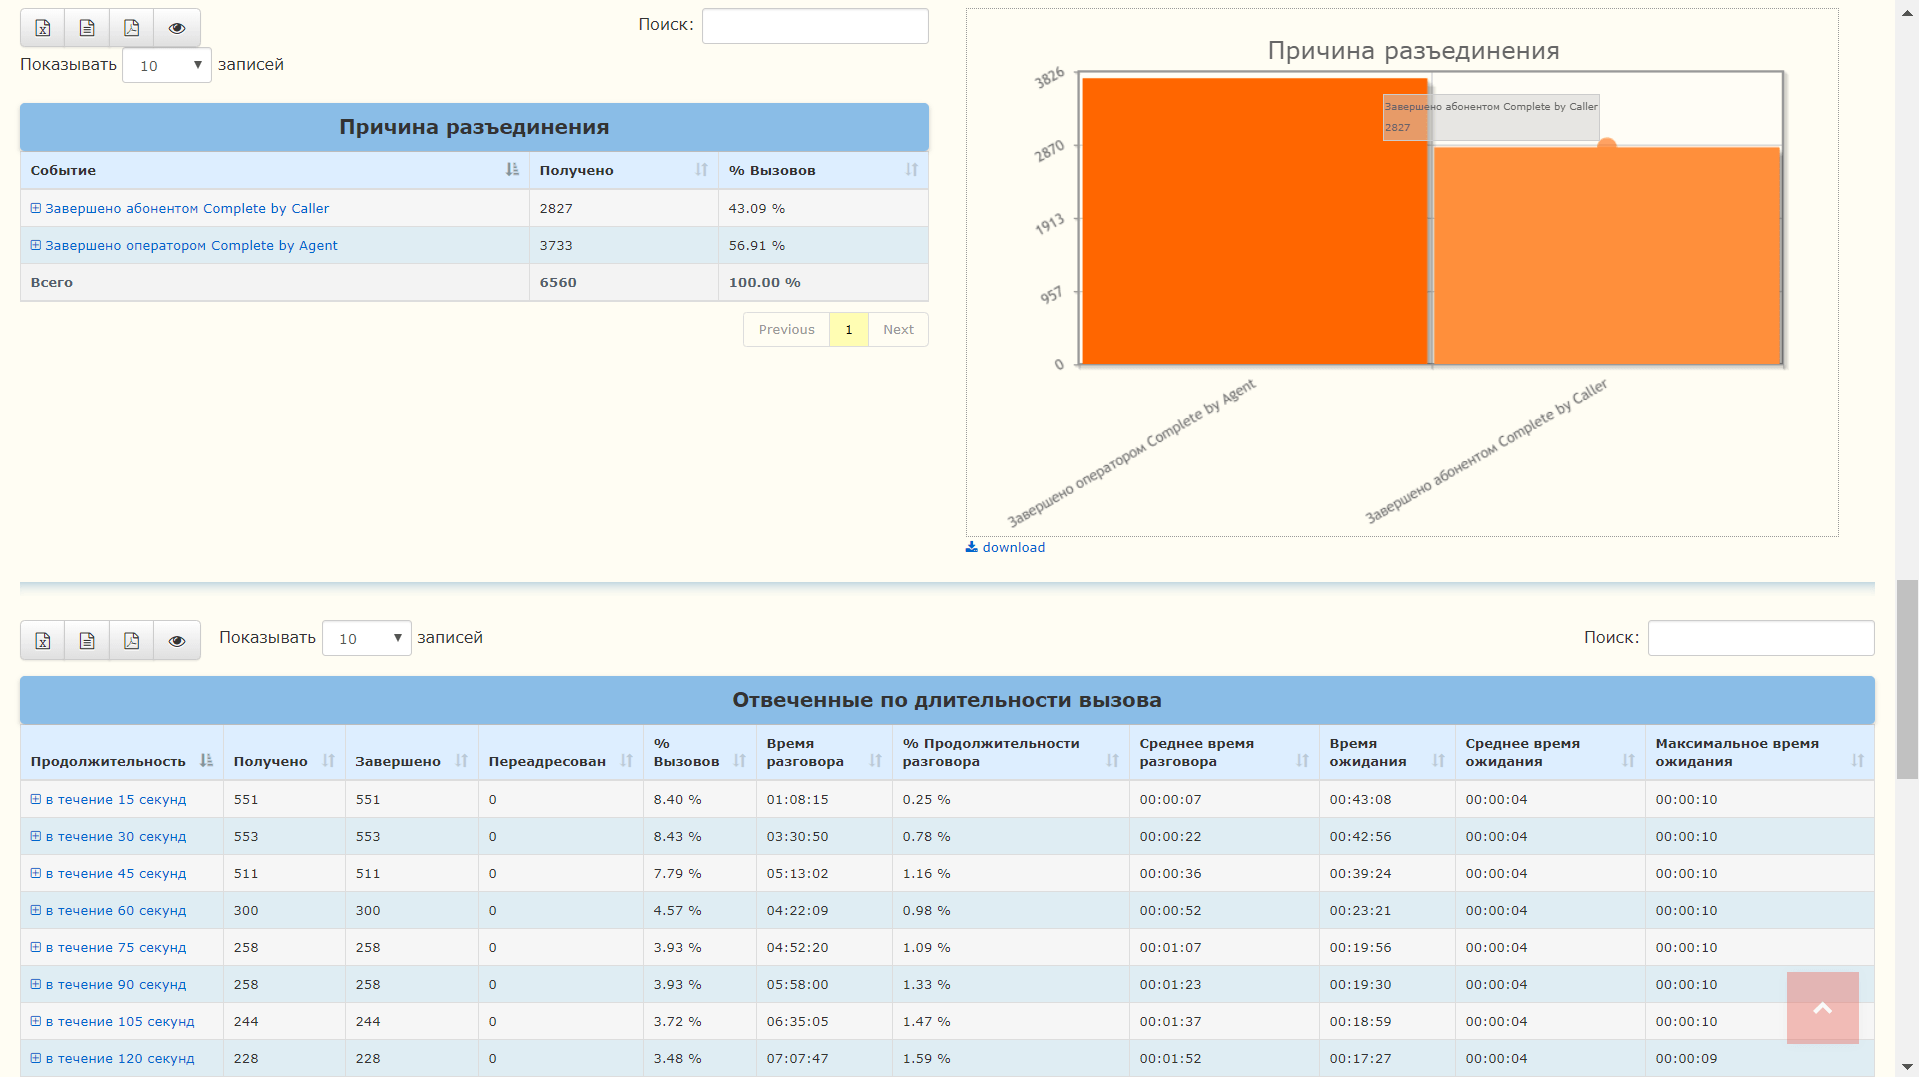 Поиск:
Показывать 10 записей
Причина разъединения
Событие Получено % Вызовов
Завершено абонентом Complete by Caller 2827 43.09 %
Завершено оператором Complete by Agent 3733 56.91 %
Всего 6560 100.00 %
Previous 1 Next
Причина разъединения
3826
2870
1913
957
0
Завершено абонентом Complete by Caller
2827
Завершено оператором Complete by Agent
Завершено абонентом Complete by Caller
download
Показывать 10 записей
Поиск:
Отвеченные по длительности вызова
Продолжительность Получено Завершено Переадресован % Вызовов Время разговора % Продолжительности разговора Среднее время разговора Время ожидания Среднее время ожидания Максимальное время ожидания
в течение 15 секунд 551 551 0 8.40 % 01:08:15 0.25 % 00:00:07 00:43:08 00:00:04 00:00:10
в течение 30 секунд 553 553 0 8.43 % 03:30:50 0.78 % 00:00:22 00:42:56 00:00:04 00:00:10
в течение 45 секунд 511 511 0 7.79 % 05:13:02 1.16 % 00:00:36 00:39:24 00:00:04 00:00:10
в течение 60 секунд 300 300 0 4.57 % 04:22:09 0.98 % 00:00:52 00:23:21 00:00:04 00:00:10
в течение 75 секунд 258 258 0 3.93 % 04:52:20 1.09 % 00:01:07 00:19:56 00:00:04 00:00:10
в течение 90 секунд 258 258 0 3.93 % 05:58:00 1.33 % 00:01:23 00:19:30 00:00:04 00:00:10
в течение 105 секунд 244 244 0 3.72 % 06:35:05 1.47 % 00:01:37 00:18:59 00:00:04 00:00:10
в течение 120 секунд 228 228 0 3.48 % 07:07:47 1.59 % 00:01:52 00:17:27 00:00:04 00:00:09